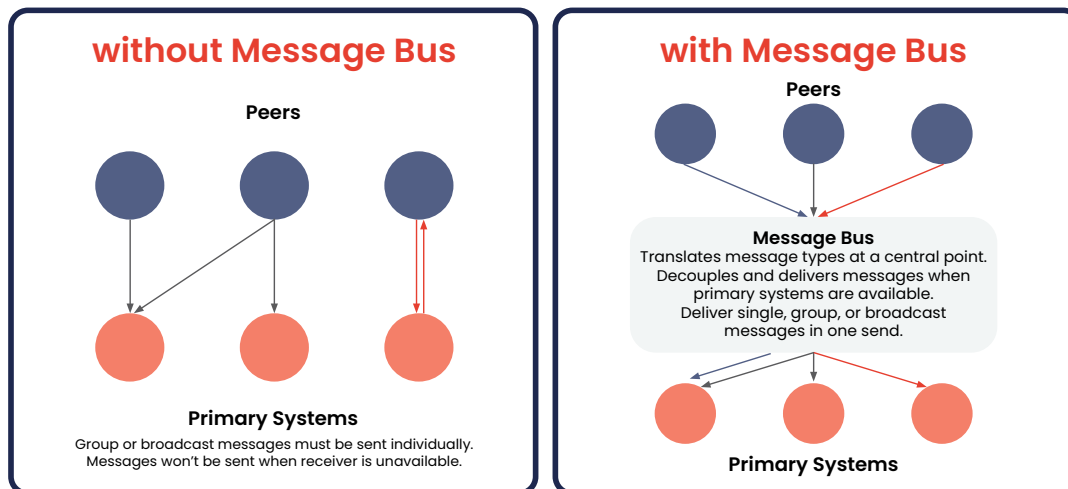 without Message Bus
Peers
Primary Systems
Group or broadcast messages must be sent individually.
Messages won't be sent when receiver is unavailable.
with Message Bus
Peers
Message Bus
Translates message types at a central point.
Decouples and delivers messages when
primary systems are available.
Deliver single, group, or broadcast
messages in one send.
Primary Systems